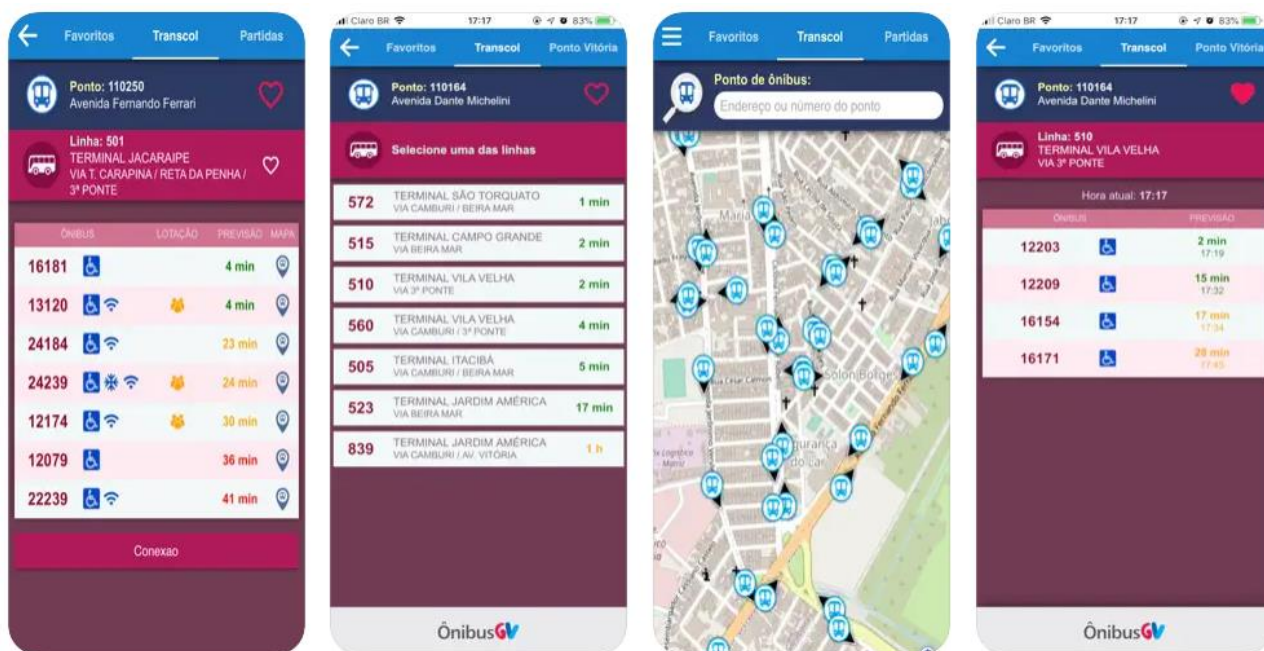 Favoritos Transcol Partidas
Ponto: 110250
Avenida Fernando Ferrari
Linha: 501
TERMINAL JACARAIPE
VIA T. CARAPINA / RETA DA PENHA /
3ª PONTE
ÔNIBUS LOTAÇÃO PREVISÃO MAPA
16181 4 min
13120 4 min
24184 23 min
24239 24 min
12174 30 min
12079 36 min
22239 41 min
Conexao
Claro BR 17:17 83%
Favoritos Transcol Ponto Vitória
Ponto: 110164
Avenida Dante Michelini
Selecione uma das linhas
572 TERMINAL SÃO TORQUATO 1 min
VIA CAMBURI / BEIRA MAR
515 TERMINAL CAMPO GRANDE 2 min
VIA BEIRA MAR
510 TERMINAL VILA VELHA 2 min
VIA 3ª PONTE
560 TERMINAL VILA VELHA 4 min
VIA CAMBURI / 3ª PONTE
505 TERMINAL ITACIBÁ 5 min
VIA CAMBURI / BEIRA MAR
523 TERMINAL JARDIM AMÉRICA 17 min
VIA BEIRA MAR
839 TERMINAL JARDIM AMÉRICA 1 h
VIA CAMBURI / AV. VITÓRIA
ÔnibusGV
Favoritos Transcol Partidas
Ponto de ônibus:
Endereço ou número do ponto
Maria
Solon Borges
Rua César Calmon
Claro BR 17:17 83%
Favoritos Transcol Ponto Vitória
Ponto: 110164
Avenida Dante Michelini
Linha: 510
TERMINAL VILA VELHA
VIA 3ª PONTE
Hora atual: 17:17
ÔNIBUS PREVISÃO
12203 2 min
17:19
12209 15 min
17:32
16154 17 min
17:34
16171 28 min
17:45
ÔnibusGV